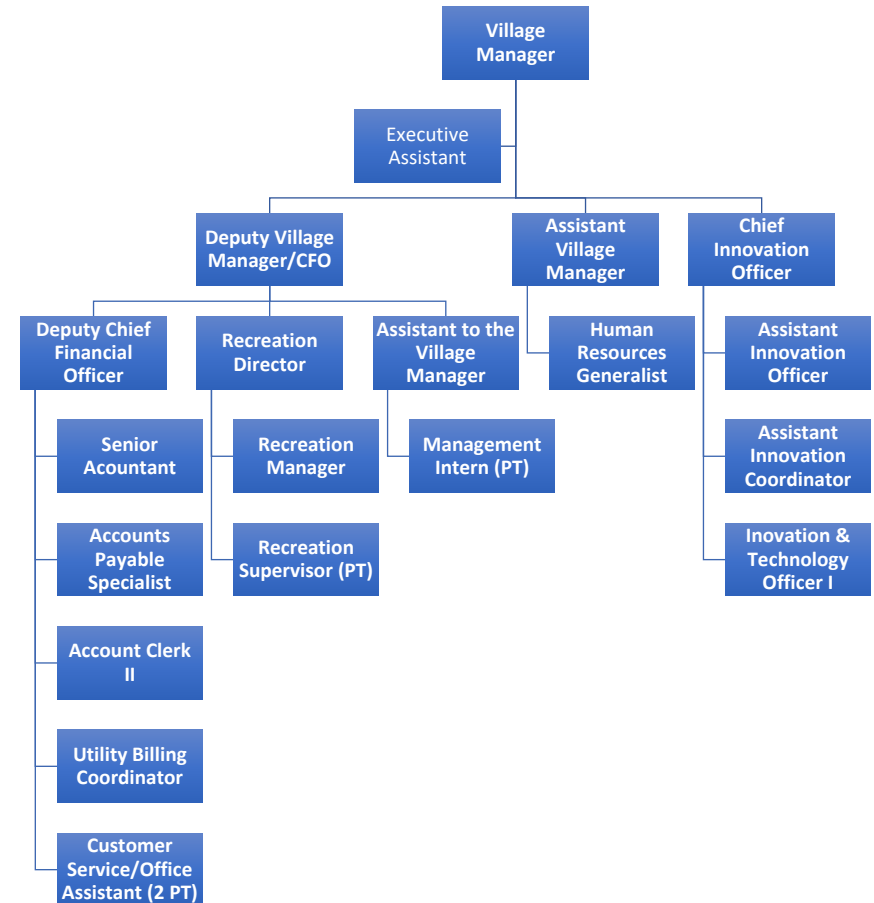 Village
Manager
Executive
Assistant
Deputy Village
Manager/CFO
Assistant
Village
Manager
Chief
Innovation
Officer
Deputy Chief
Financial
Officer
Recreation
Director
Assistant to the
Village
Manager
Human
Resources
Generalist
Assistant
Innovation
Officer
Senior
Acountant
Recreation
Manager
Management
Intern (PT)
Assistant
Innovation
Coordinator
Accounts
Payable
Specialist
Recreation
Supervisor (PT)
Inovation &
Technology
Officer I
Account Clerk
II
Utility Billing
Coordinator
Customer
Service/Office
Assistant (2 PT)